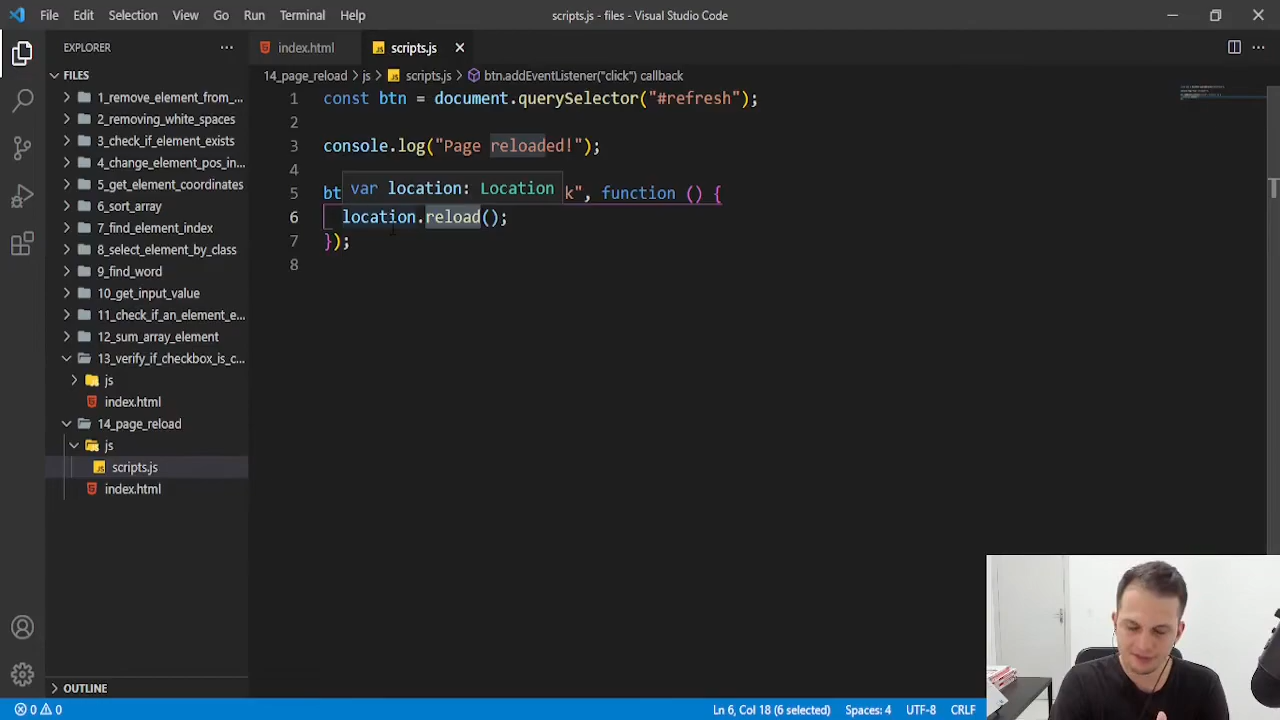 File Edit Selection View Go Run Terminal Help
scripts.js - files - Visual Studio Code
EXPLORER
FILES
1_remove_element_from_...
2_removing_white_spaces
3_check_if_element_exists
4_change_element_pos_in...
5_get_element_coordinates
6_sort_array
7_find_element_index
8_select_element_by_class
9_find_word
10_get_input_value
11_check_if_an_element_e...
12_sum_array_element
13_verify_if_checkbox_is_c...
js
index.html
14_page_reload
js
scripts.js
index.html
OUTLINE
index.html
scripts.js
14_page_reload > js > scripts.js > btn.addEventListener("click") callback
1 const btn = document.querySelector("#refresh");
2
3 console.log("Page reloaded!");
4
var location: Location
5 bt k", function () {
6 location.reload();
7 });
8
0 0
Ln 6, Col 18 (6 selected) Spaces: 4 UTF-8 CRLF